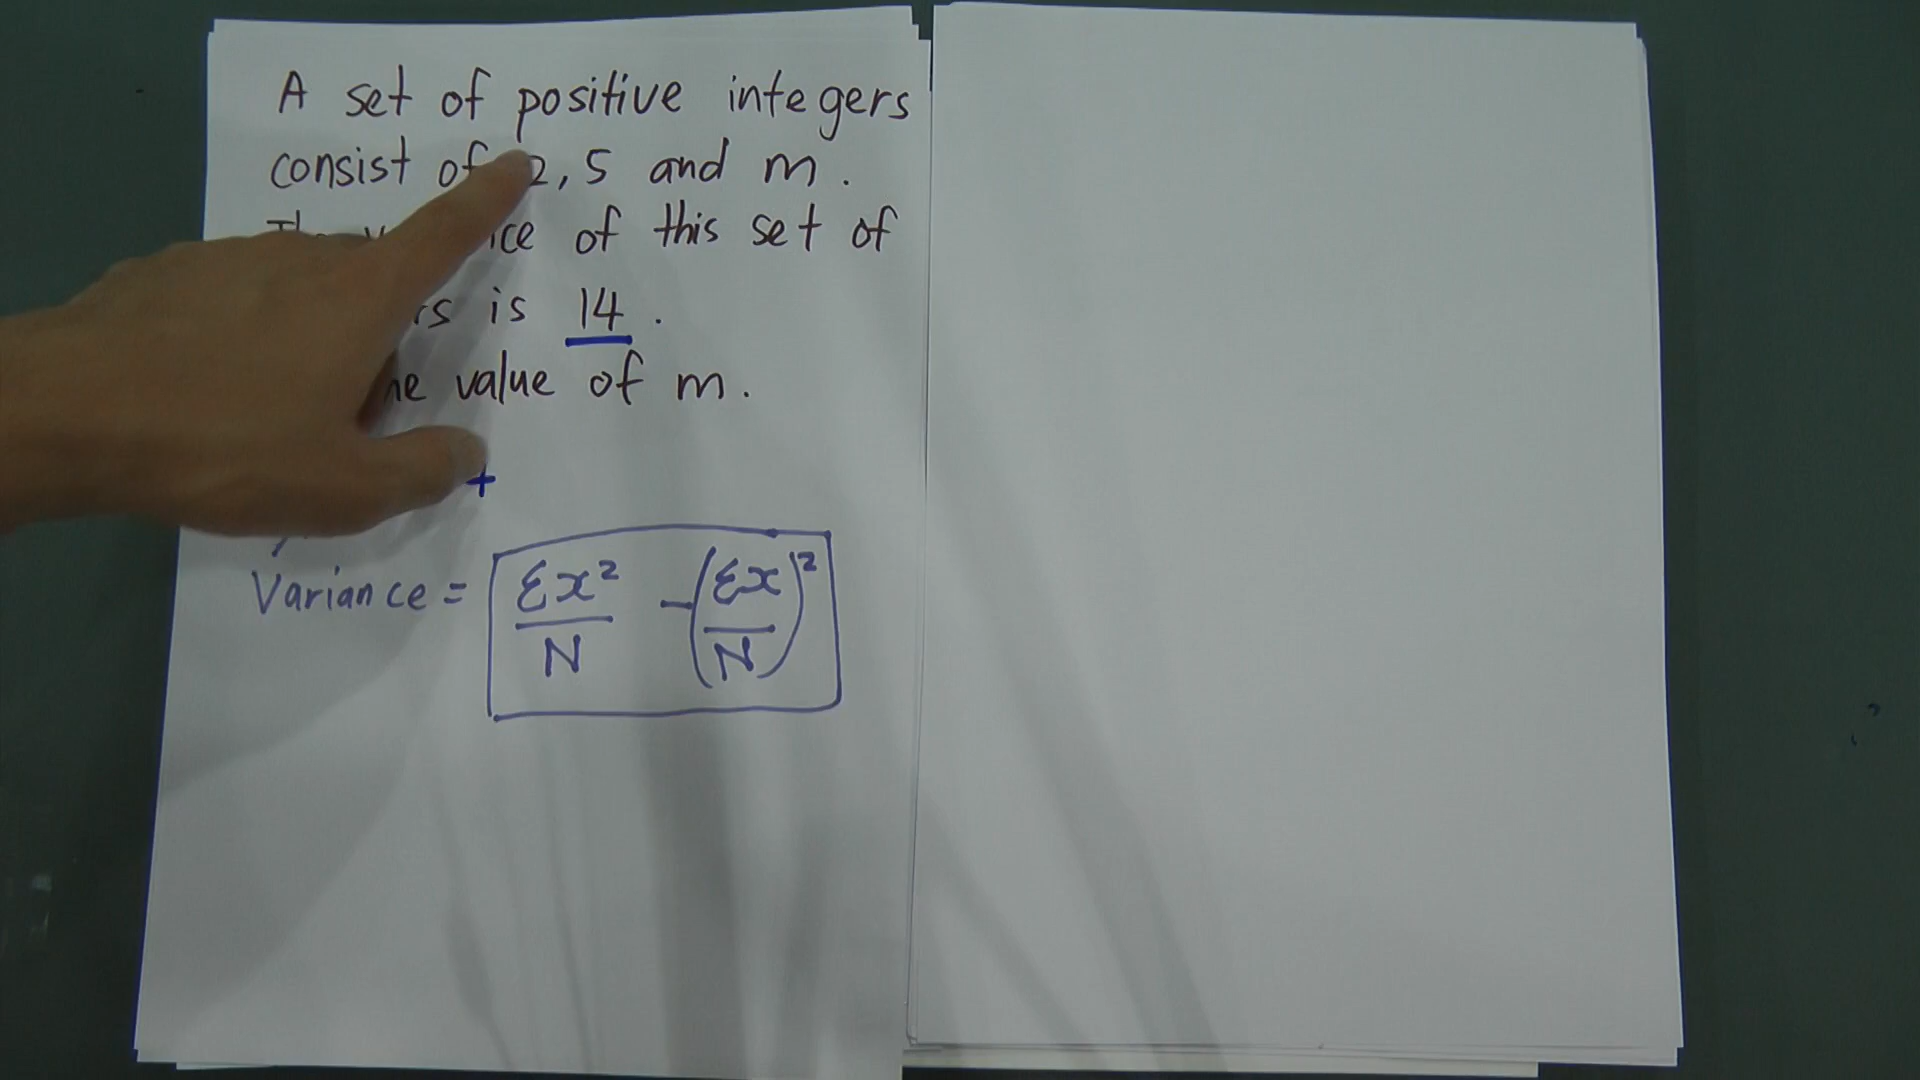 A set of positive integers
consist of 2, 5 and m.
of this set of
is 14.
value of m.
+
Variance = Σx²/N - (Σx/N)²